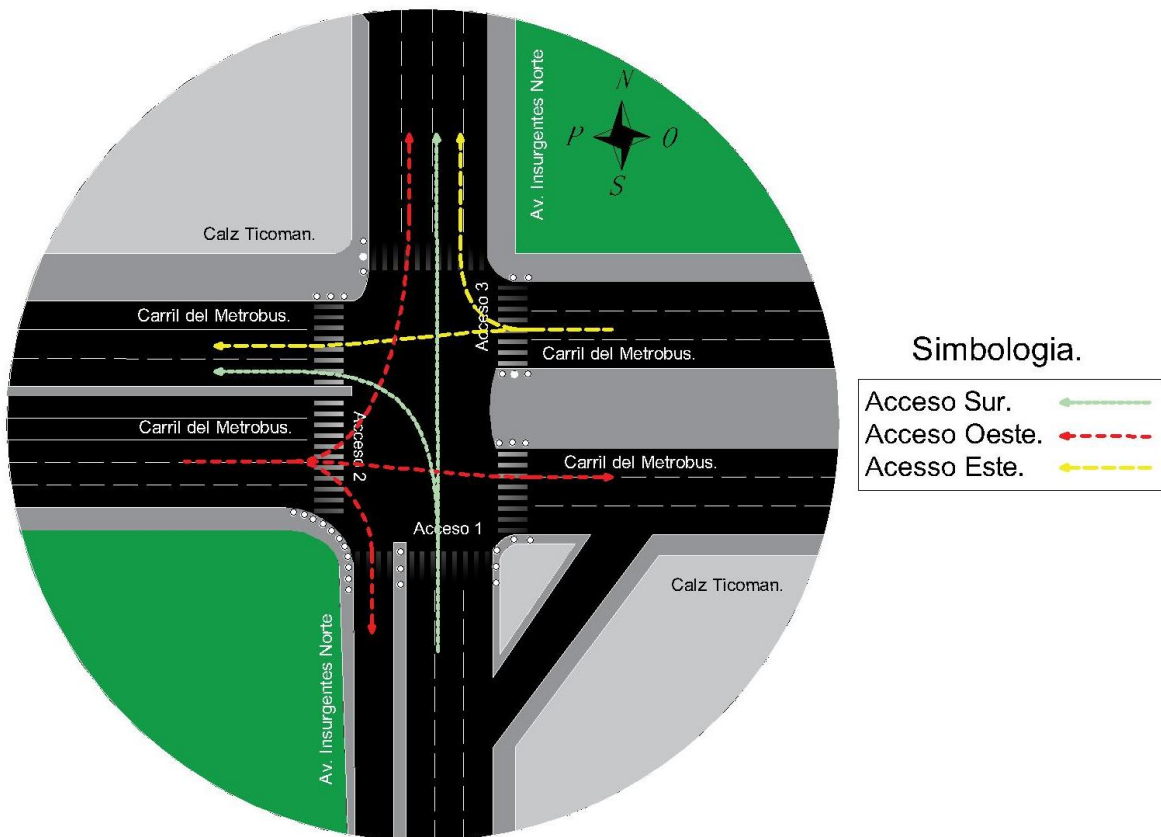 Av. Insurgentes Norte
N
P
O
S
Calz Ticoman.
Acceso 3
Carril del Metrobus.
Carril del Metrobus.
Simbologia.
Acceso Sur.
Acceso Oeste.
Acesso Este.
Carril del Metrobus.
Acceso 2
Carril del Metrobus.
Acceso 1
Calz Ticoman.
Av. Insurgentes Norte